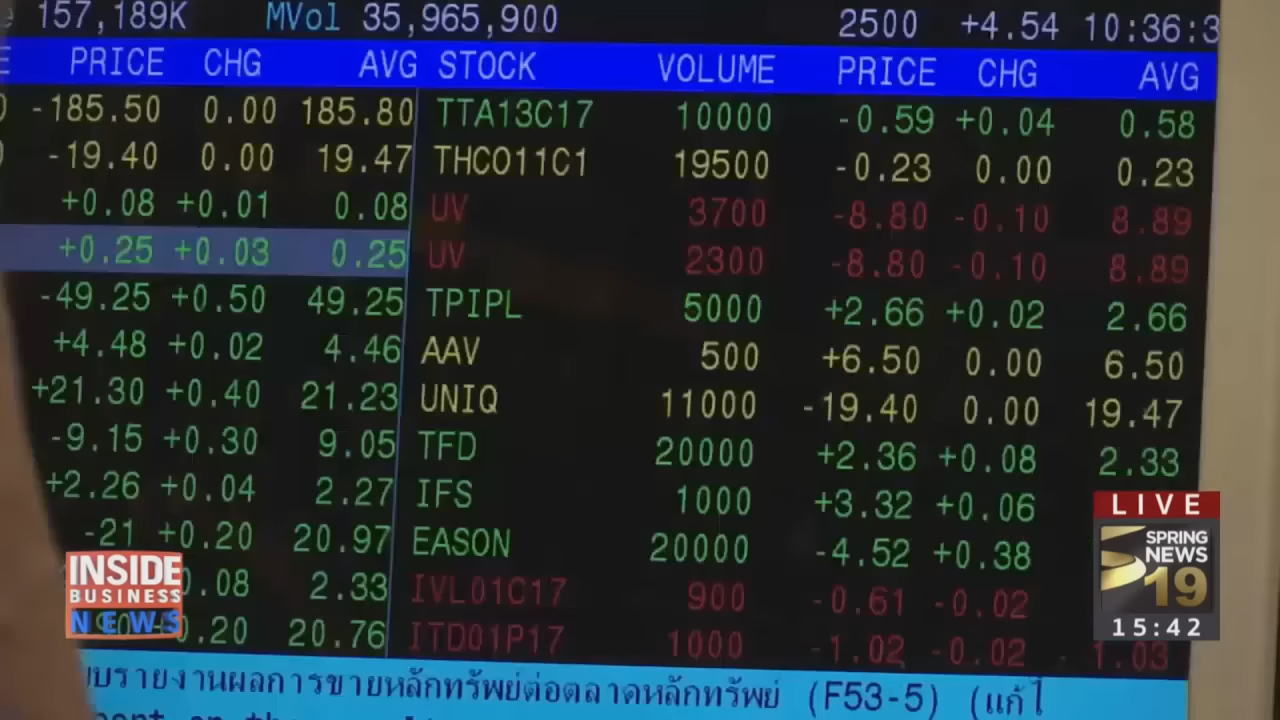 157,189K MVol 35,965,900 2500 +4.54 10:36:3
PRICE CHG AVG STOCK VOLUME PRICE CHG AVG
-185.50 0.00 185.80 TTA13C17 10000 -0.59 +0.04 0.58
-19.40 0.00 19.47 THCO11C1 19500 -0.23 0.00 0.23
+0.08 +0.01 0.08 UV 3700 -8.80 -0.10 8.89
+0.25 +0.03 0.25 UV 2300 -8.80 -0.10 8.89
-49.25 +0.50 49.25 TPIPL 5000 +2.66 +0.02 2.66
+4.48 +0.02 4.46 AAV 500 +6.50 0.00 6.50
+21.30 +0.40 21.23 UNIQ 11000 -19.40 0.00 19.47
-9.15 +0.30 9.05 TFD 20000 +2.36 +0.08 2.33
+2.26 +0.04 2.27 IFS 1000 +3.32 +0.06
-21 +0.20 20.97 EASON 20000 -4.52 +0.38
0.08 2.33 IVL01C17 900 -0.61 -0.02
0.20 20.76 ITD01P17 1000 -1.02 -0.02 -1.03
บรายงานผลการขายหลักทรัพย์ต่อตลาดหลักทรัพย์ (F53-5) (แก้ไ
INSIDE
BUSINESS
NEWS
LIVE
SPRING
NEWS
19
15:42